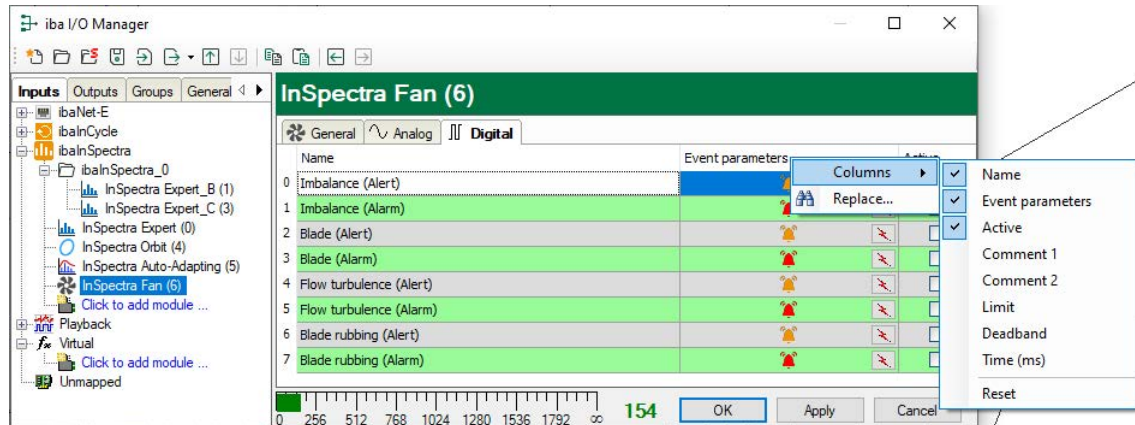 iba I/O Manager
Inputs Outputs Groups General
ibaNet-E
ibaInCycle
ibaInSpectra
ibaInSpectra_0
InSpectra Expert_B (1)
InSpectra Expert_C (3)
InSpectra Expert (0)
InSpectra Orbit (4)
InSpectra Auto-Adapting (5)
InSpectra Fan (6)
Click to add module ...
Playback
Virtual
Click to add module ...
Unmapped
InSpectra Fan (6)
General Analog Digital
Name Event parameters
0 Imbalance (Alert)
1 Imbalance (Alarm)
2 Blade (Alert)
3 Blade (Alarm)
4 Flow turbulence (Alert)
5 Flow turbulence (Alarm)
6 Blade rubbing (Alert)
7 Blade rubbing (Alarm)
Columns
Replace...
Name
Event parameters
Active
Comment 1
Comment 2
Limit
Deadband
Time (ms)
Reset
0 256 512 768 1024 1280 1536 1792 ∞ 154 OK Apply Cancel